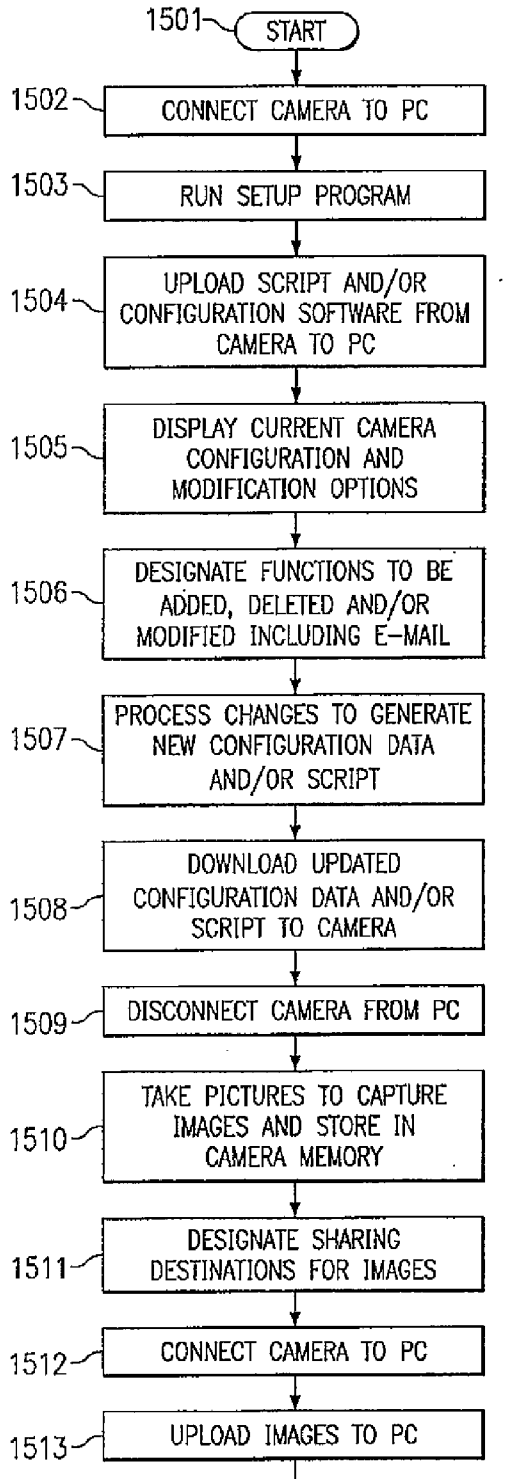 1501 START
1502 CONNECT CAMERA TO PC
1503 RUN SETUP PROGRAM
1504 UPLOAD SCRIPT AND/OR
CONFIGURATION SOFTWARE FROM
CAMERA TO PC
1505 DISPLAY CURRENT CAMERA
CONFIGURATION AND
MODIFICATION OPTIONS
1506 DESIGNATE FUNCTIONS TO BE
ADDED, DELETED AND/OR
MODIFIED INCLUDING E-MAIL
1507 PROCESS CHANGES TO GENERATE
NEW CONFIGURATION DATA
AND/OR SCRIPT
1508 DOWNLOAD UPDATED
CONFIGURATION DATA AND/OR
SCRIPT TO CAMERA
1509 DISCONNECT CAMERA FROM PC
1510 TAKE PICTURES TO CAPTURE
IMAGES AND STORE IN
CAMERA MEMORY
1511 DESIGNATE SHARING
DESTINATIONS FOR IMAGES
1512 CONNECT CAMERA TO PC
1513 UPLOAD IMAGES TO PC